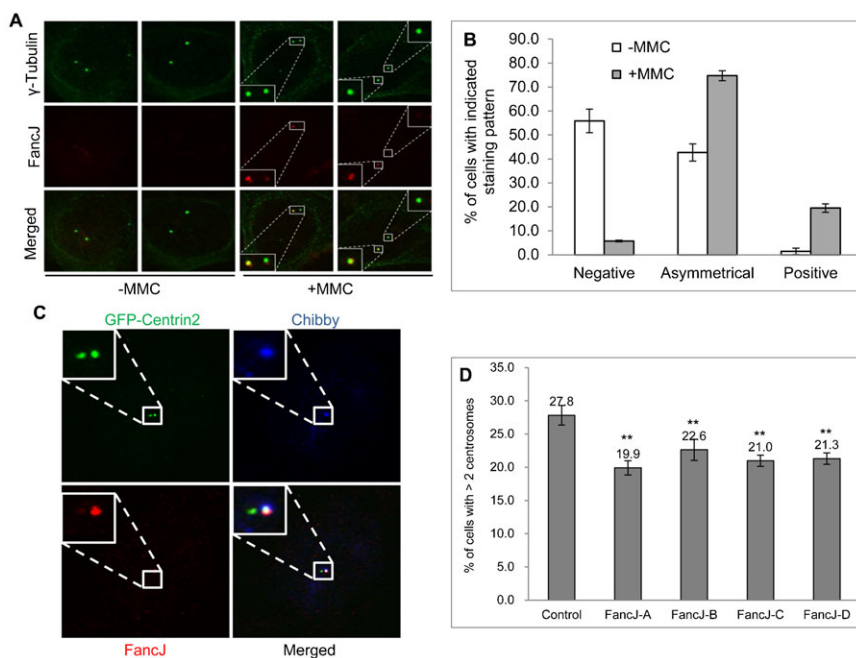 A
γ-Tubulin
FancJ
Merged
-MMC
+MMC
B
% of cells with indicated
staining pattern
90.0
80.0
70.0
60.0
50.0
40.0
30.0
20.0
10.0
0.0
-MMC
+MMC
Negative
Asymmetrical
Positive
C
GFP-Centrin2
Chibby
FancJ
Merged
D
% of cells with > 2 centrosomes
35.0
30.0
25.0
20.0
15.0
10.0
5.0
0.0
27.8
**
19.9
**
22.6
**
21.0
**
21.3
Control
FancJ-A
FancJ-B
FancJ-C
FancJ-D